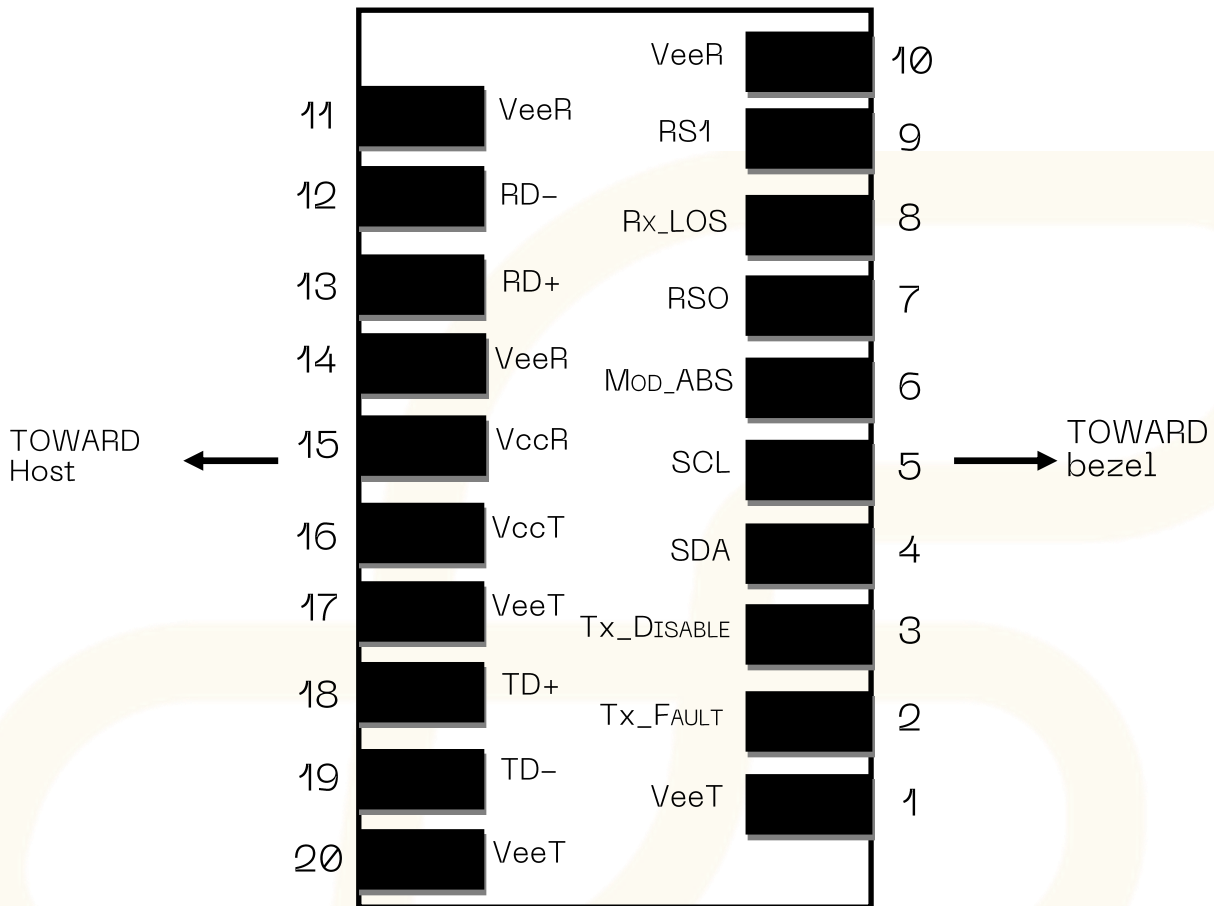 VeeR 10
11 VeeR
RS1 9
12 RD-
Rx_LOS 8
13 RD+
RSO 7
14 VeeR
Mod_ABS 6
TOWARD
Host
15 VccR
SCL 5
TOWARD
bezel
16 VccT
SDA 4
17 VeeT
Tx_Disable 3
18 TD+
Tx_Fault 2
19 TD-
VeeT 1
20 VeeT